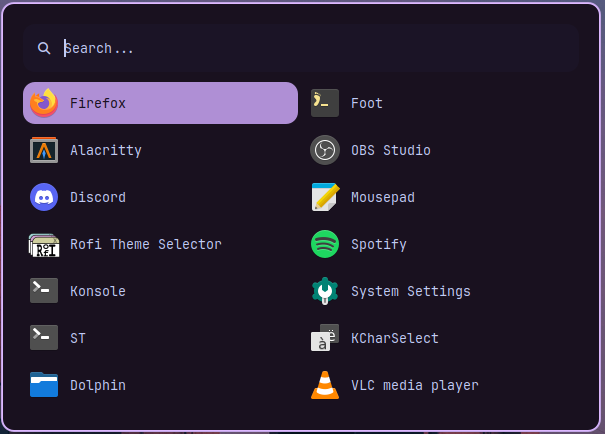 Search...
Firefox
Foot
Alacritty
OBS Studio
Discord
Mousepad
Rofi Theme Selector
Spotify
Konsole
System Settings
ST
KCharSelect
Dolphin
VLC media player